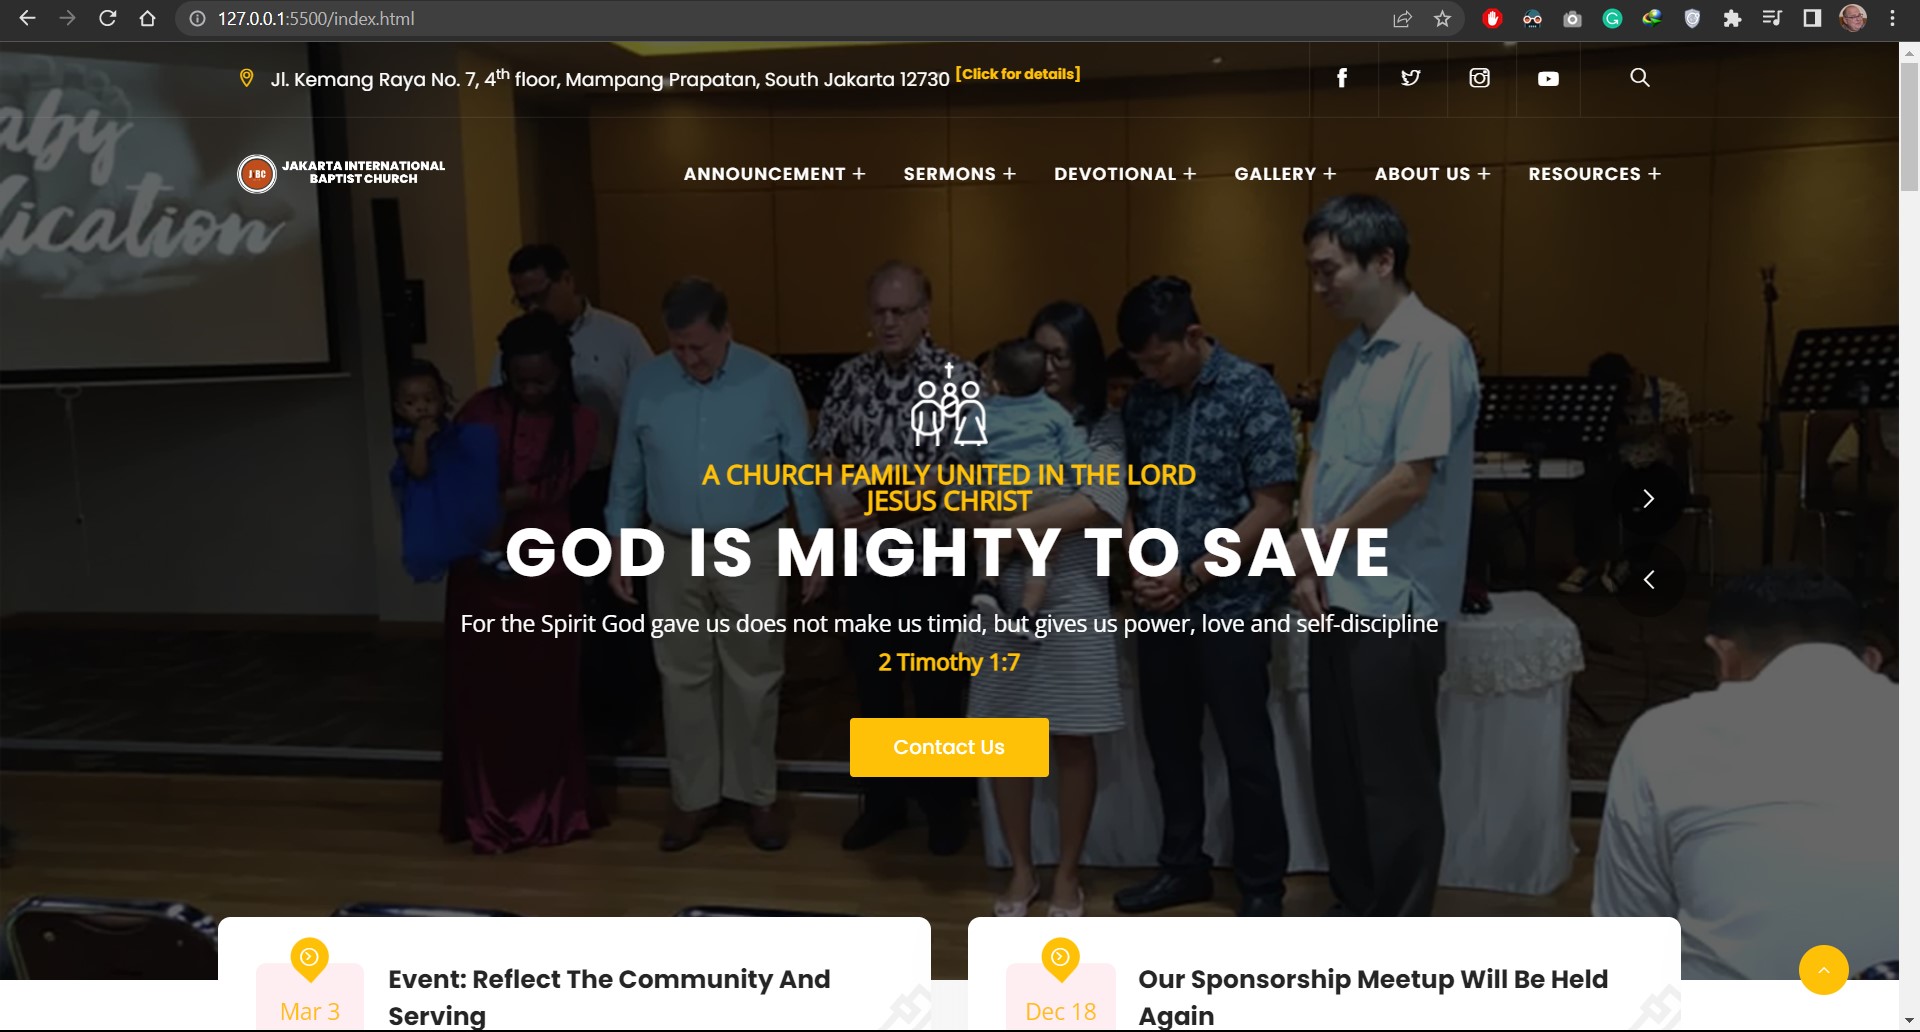 127.0.0.1:5500/index.html
Jl. Kemang Raya No. 7, 4th floor, Mampang Prapatan, South Jakarta 12730 [Click for details]
JAKARTA INTERNATIONAL
BAPTIST CHURCH
ANNOUNCEMENT +
SERMONS +
DEVOTIONAL +
GALLERY +
ABOUT US +
RESOURCES +
aby
ication
A CHURCH FAMILY UNITED IN THE LORD
JESUS CHRIST
GOD IS MIGHTY TO SAVE
For the Spirit God gave us does not make us timid, but gives us power, love and self-discipline
2 Timothy 1:7
Contact Us
Mar 3
Event: Reflect The Community And
Serving
Dec 18
Our Sponsorship Meetup Will Be Held
Again